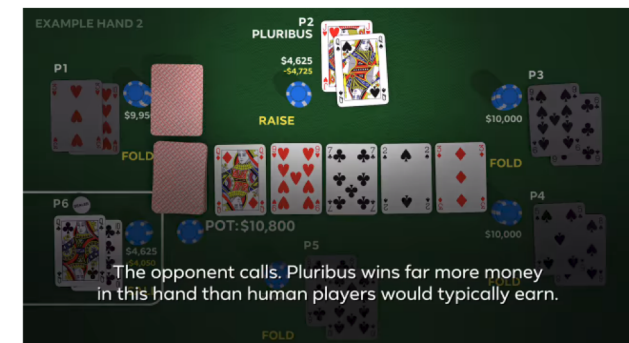 EXAMPLE HAND 2
P2
PLURIBUS
$4,625
-$4,725
RAISE
P1
FOLD
P3
$10,000
FOLD
P6
$4,625
POT:$10,800
P4
$10,000
FOLD
P5
The opponent calls. Pluribus wins far more money
in this hand than human players would typically earn.
FOLD